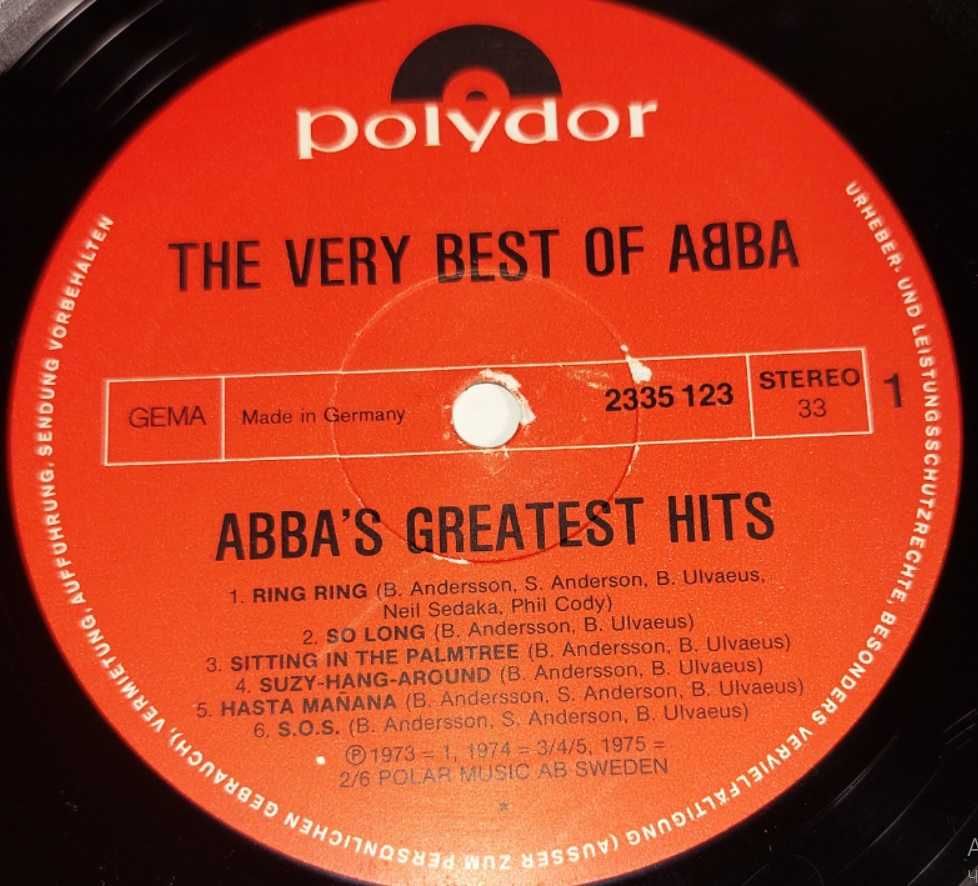 polydor
THE VERY BEST OF AᗺBA
GEMA
Made in Germany
2335 123
STEREO
33
1
ABBA'S GREATEST HITS
1. RING RING (B. Andersson, S. Anderson, B. Ulvaeus,
Neil Sedaka, Phil Cody)
2. SO LONG (B. Andersson, B. Ulvaeus)
3. SITTING IN THE PALMTREE (B. Andersson, B. Ulvaeus)
4. SUZY-HANG-AROUND (B. Andersson, B. Ulvaeus)
5. HASTA MAÑANA (B. Andersson, S. Anderson, B. Ulvaeus)
6. S.O.S. (B. Andersson, S. Anderson, B. Ulvaeus)
℗ 1973 = 1, 1974 = 3/4/5, 1975 =
2/6 POLAR MUSIC AB SWEDEN
*
URHEBER- UND LEISTUNGSSCHUTZRECHTE, BESONDERS VERVIELFÄLTIGUNG (AUSSER ZUM PERSÖNLICHEN GEBRAUCH), VERMIETUNG, AUFFÜHRUNG, SENDUNG VORBEHALTEN